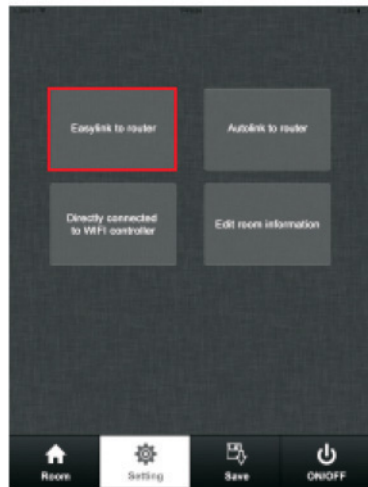 Easylink to router
Autolink to router
Directly connected
to WIFI controller
Edit room information
Room
Setting
Save
ON/OFF